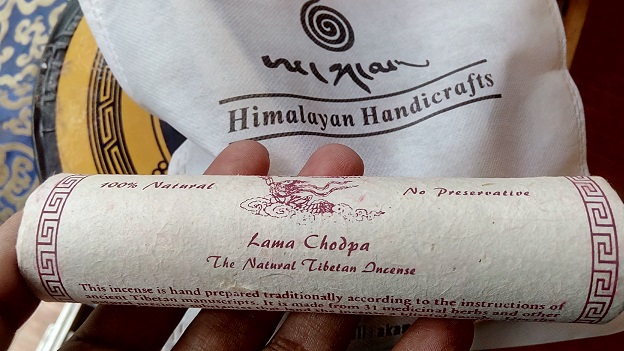 Himalayan Handicrafts
100% Natural
No Preservative
Lama Chodpa
The Natural Tibetan Incense
This incense is hand prepared traditionally according to the instructions of
ancient Tibetan manuscripts. It is made from 31 medicinal herbs and other